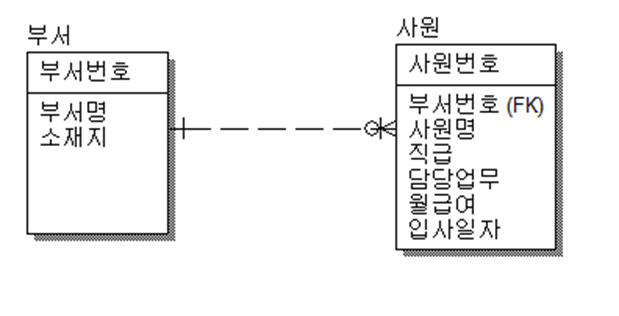 부서
부서번호
부서명
소재지
사원
사원번호
부서번호 (FK)
사원명
직급
담당업무
월급여
입사일자